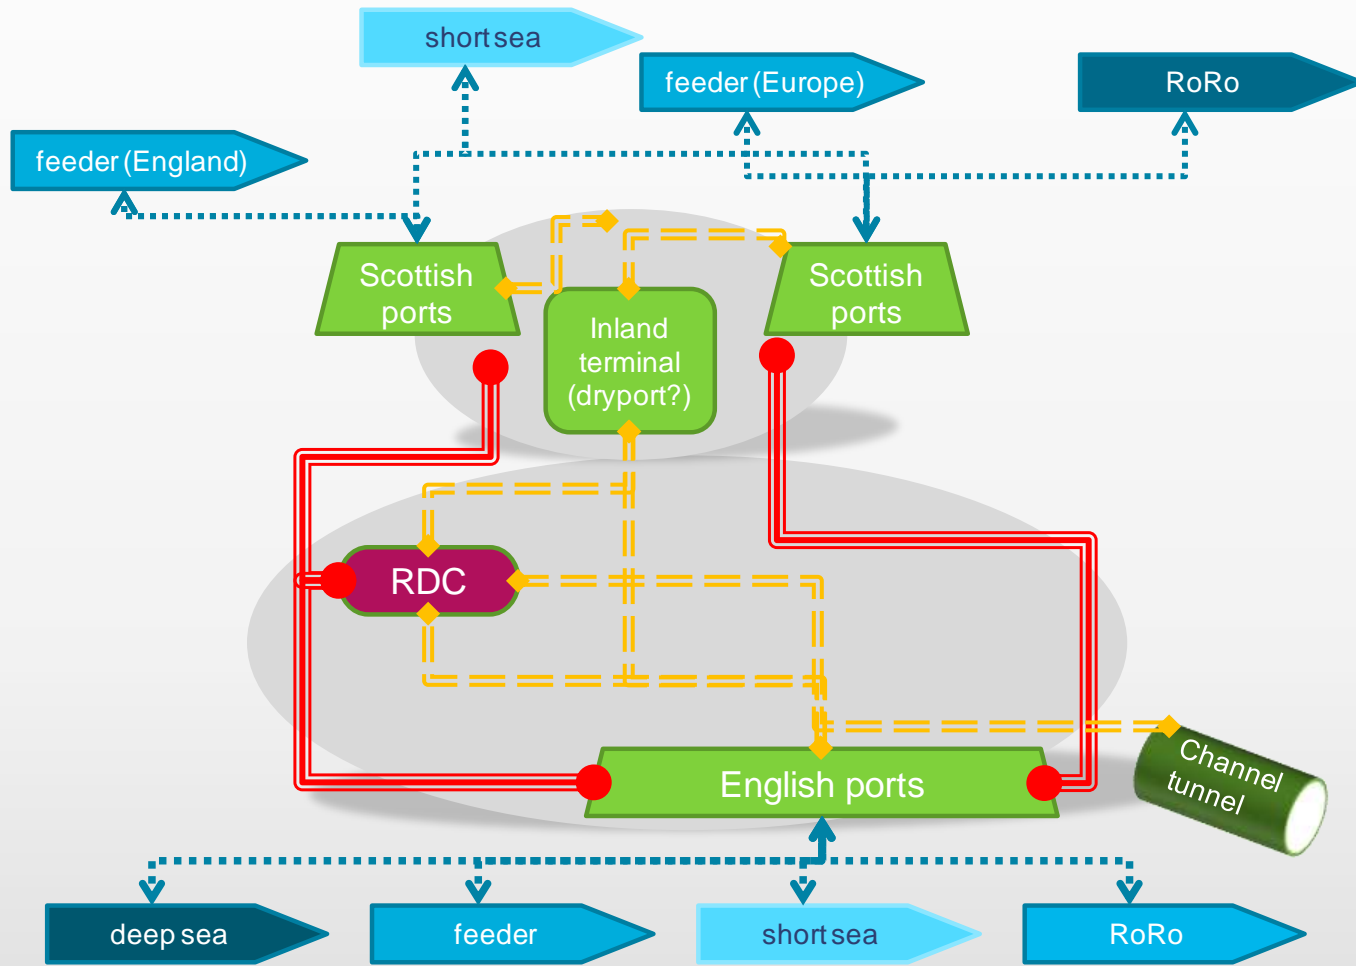 short sea
feeder (Europe)
RoRo
feeder (England)
Scottish
ports
Scottish
ports
Inland
terminal
(dryport?)
RDC
Channel
tunnel
English ports
deep sea
feeder
short sea
RoRo